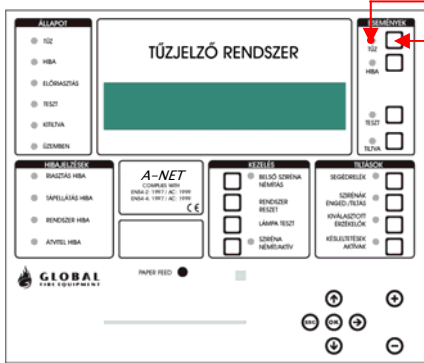 ÁLLAPOT
TŰZ
HIBA
ELŐRIASZTÁS
TESZT
KITILTVA
ÜZEMBEN
TŰZJELZŐ RENDSZER
ESEMÉNYEK
TŰZ
HIBA
TESZT
TILTVA
HIBAJELZÉSEK
RIASZTÁS HIBA
TÁPELLÁTÁS HIBA
RENDSZER HIBA
ÁTVITEL HIBA
A-NET
COMPLIES WITH
EN54-2: 1997 / AC: 1999
EN54-4: 1997 / AC: 1999
CE
KEZELÉS
BELSŐ SZIRÉNA
NÉMÍTÁS
RENDSZER
RESZET
LÁMPA TESZT
SZIRÉNA
NÉMÍT/AKTÍV
TILTÁSOK
SEGÉDRELÉK
SZIRÉNÁK
ENGED./TILTÁS
KIVÁLASZTOTT
ÉRZÉKELŐK
KÉSLELTETÉSEK
AKTÍVAK
GLOBAL
FIRE EQUIPMENT
PAPER FEED
ESC
OK